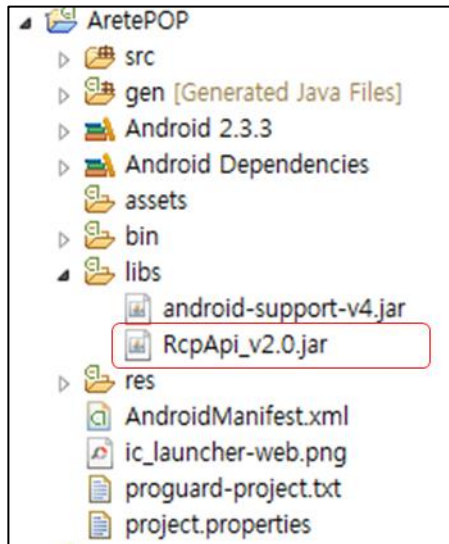 AretePOP
src
gen [Generated Java Files]
Android 2.3.3
Android Dependencies
assets
bin
libs
android-support-v4.jar
RcpApi_v2.0.jar
res
AndroidManifest.xml
ic_launcher-web.png
proguard-project.txt
project.properties